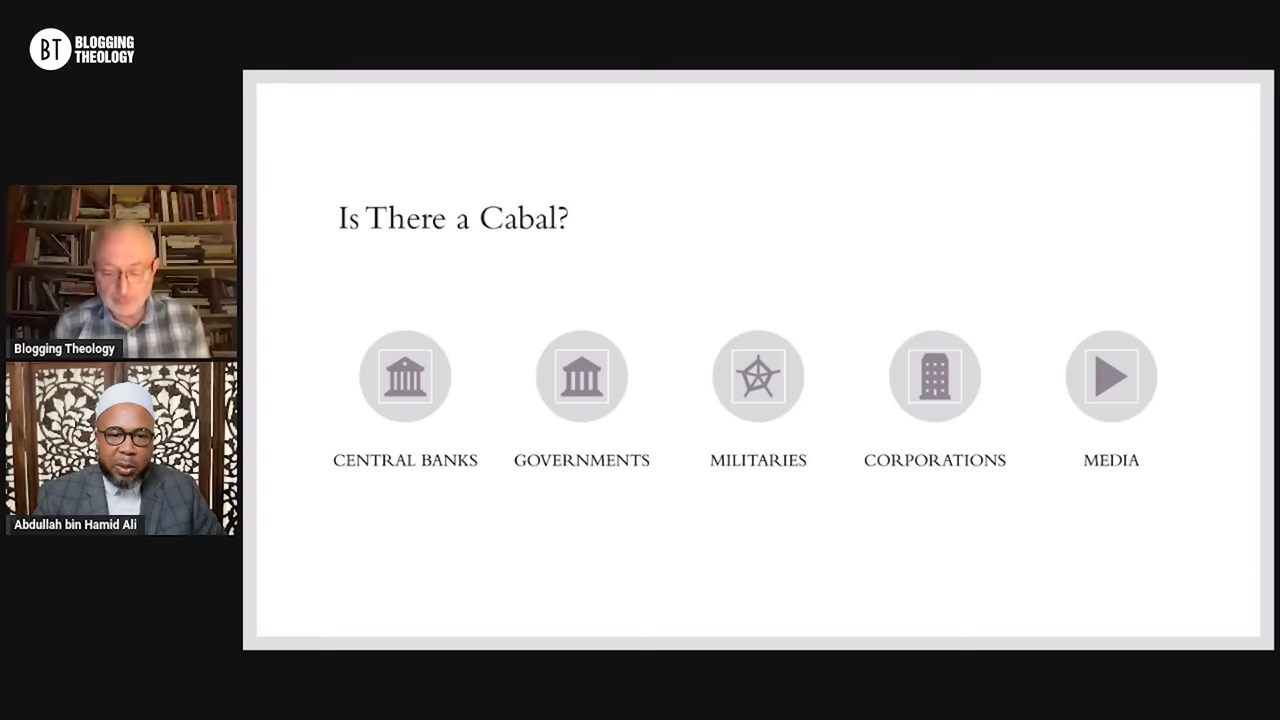 BT BLOGGING
THEOLOGY
Is There a Cabal?
CENTRAL BANKS
GOVERNMENTS
MILITARIES
CORPORATIONS
MEDIA
Blogging Theology
Abdullah bin Hamid Ali